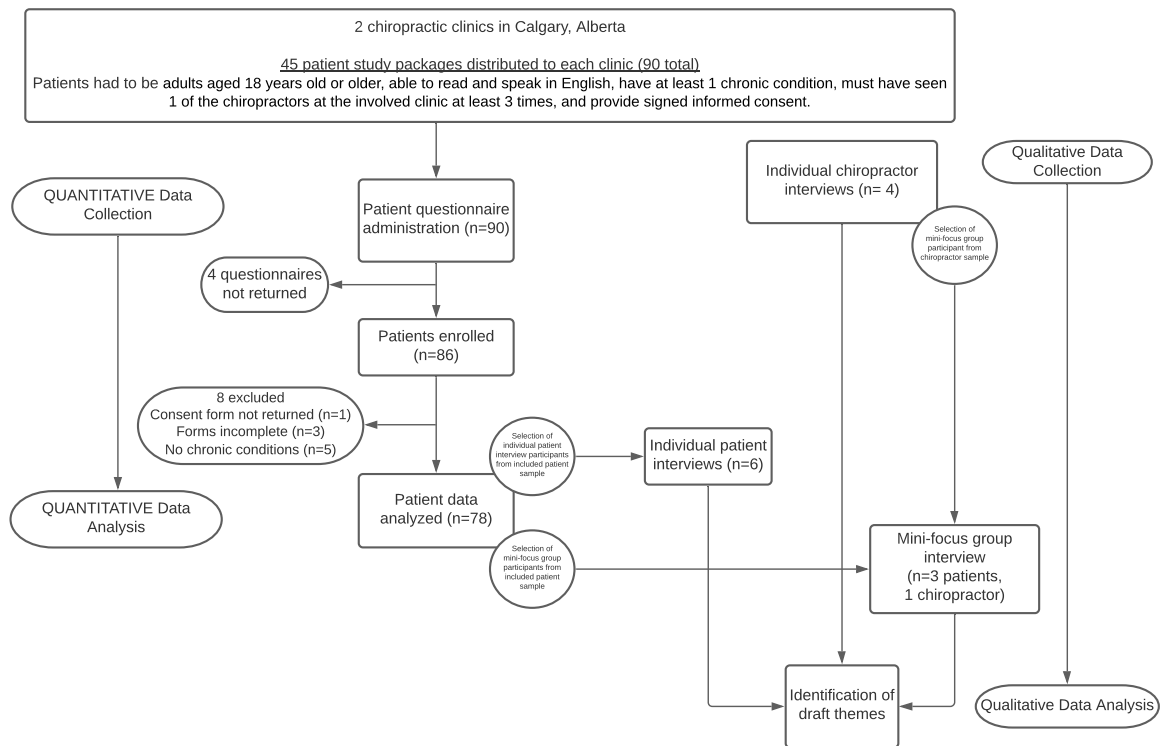 2 chiropractic clinics in Calgary, Alberta
45 patient study packages distributed to each clinic (90 total)
Patients had to be adults aged 18 years old or older, able to read and speak in English, have at least 1 chronic condition, must have seen
1 of the chiropractors at the involved clinic at least 3 times, and provide signed informed consent.
QUANTITATIVE Data
Collection
Patient questionnaire
administration (n=90)
Individual chiropractor
interviews (n= 4)
Qualitative Data
Collection
Selection of
mini-focus group
participant from
chiropractor sample
4 questionnaires
not returned
Patients enrolled
(n=86)
8 excluded
Consent form not returned (n=1)
Forms incomplete (n=3)
No chronic conditions (n=5)
Selection of
individual patient
interview participants
from included patient
sample
Individual patient
interviews (n=6)
QUANTITATIVE Data
Analysis
Patient data
analyzed (n=78)
Selection of
mini-focus group
participants from
included patient
sample
Mini-focus group
interview
(n=3 patients,
1 chiropractor)
Identification of
draft themes
Qualitative Data Analysis